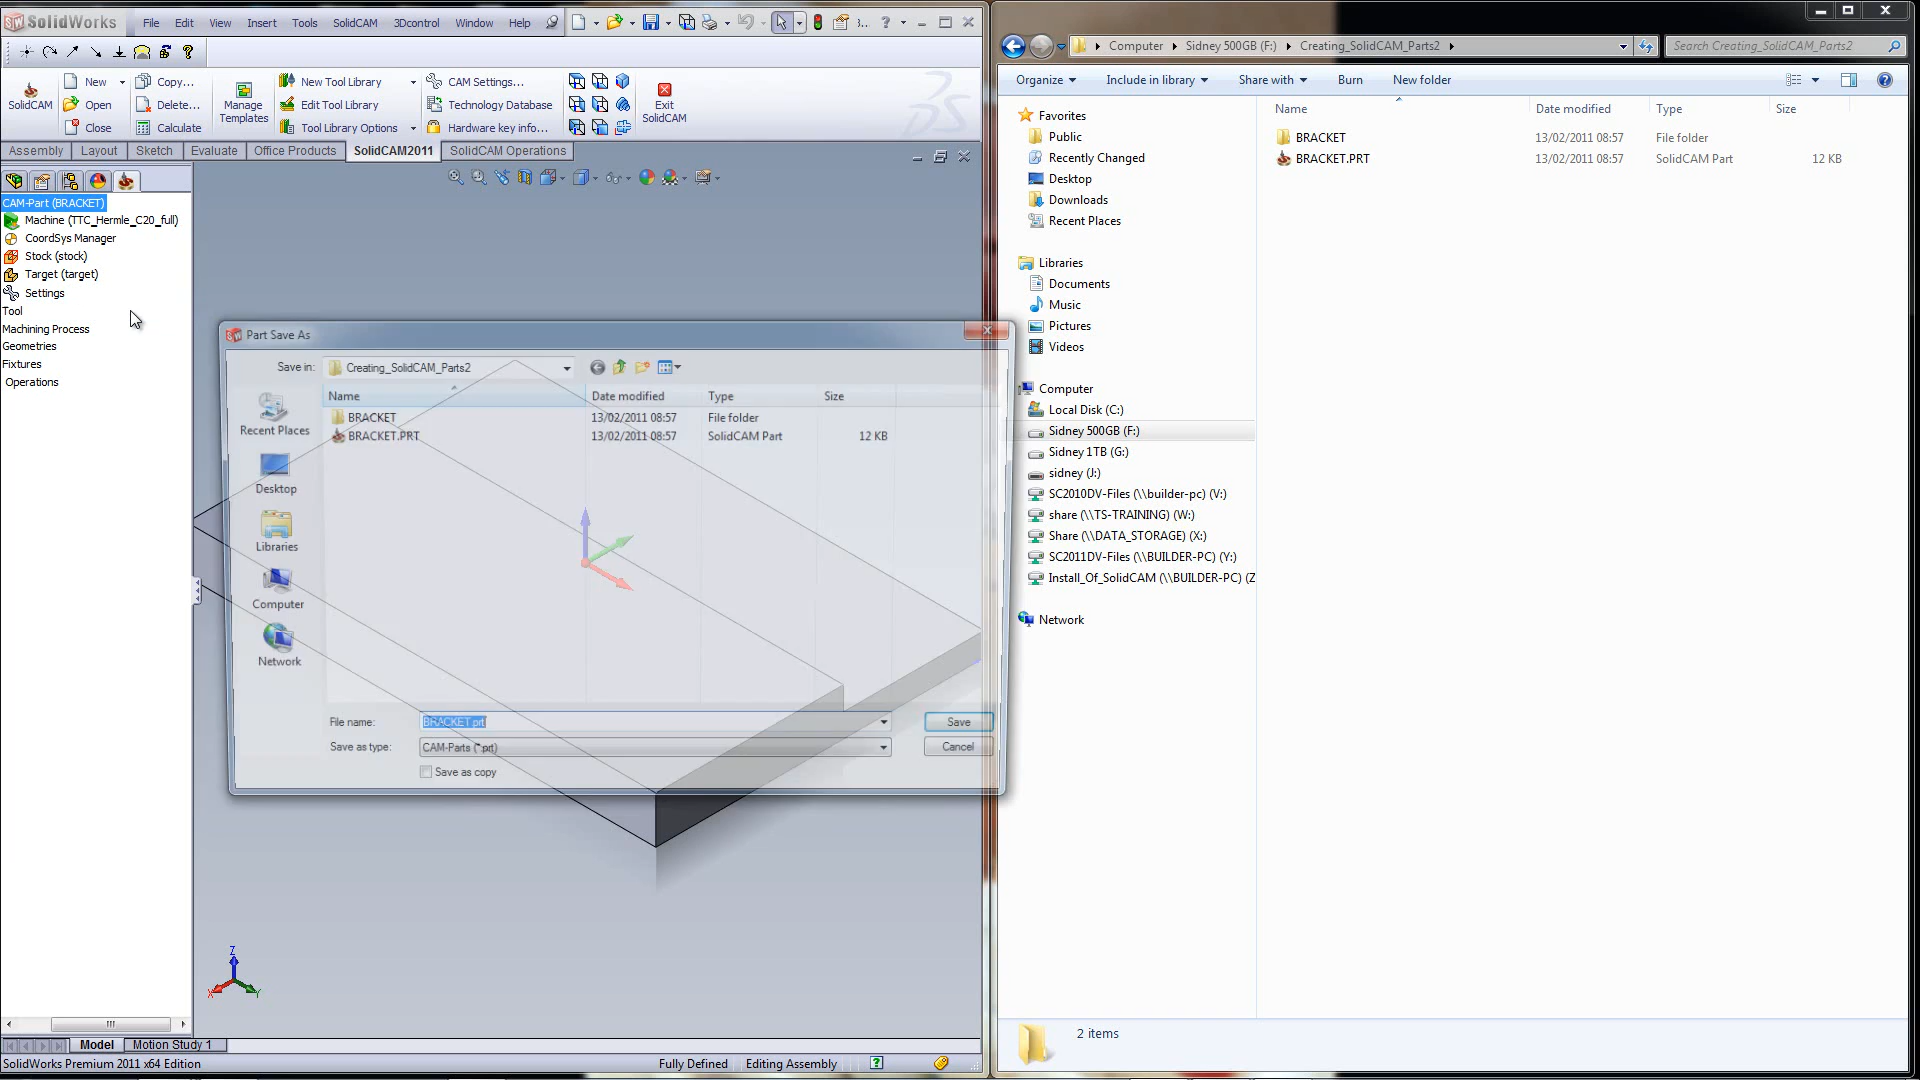 SolidWorks File Edit View Insert Tools SolidCAM 3Dcontrol Window Help
SolidCAM
New
Open
Close
Copy...
Delete...
Calculate
Manage
Templates
New Tool Library
Edit Tool Library
Tool Library Options
CAM Settings...
Technology Database
Hardware key info...
Exit
SolidCAM
Assembly Layout Sketch Evaluate Office Products SolidCAM2011 SolidCAM Operations
CAM-Part (BRACKET)
Machine (TTC_Hermle_C20_full)
CoordSys Manager
Stock (stock)
Target (target)
Settings
Tool
Machining Process
Geometries
Fixtures
Operations
Part Save As
Save in: Creating_SolidCAM_Parts2
Name Date modified Type Size
BRACKET 13/02/2011 08:57 File folder
BRACKET.PRT 13/02/2011 08:57 SolidCAM Part 12 KB
Recent Places
Desktop
Libraries
Computer
Network
File name: BRACKET.prt
Save as type: CAM-Parts (*.prt)
Save as copy
Save
Cancel
Z
X
Y
Model Motion Study 1
SolidWorks Premium 2011 x64 Edition Fully Defined Editing Assembly
Computer Sidney 500GB (F:) Creating_SolidCAM_Parts2
Search Creating_SolidCAM_Parts2
Organize Include in library Share with Burn New folder
Favorites
Public
Recently Changed
Desktop
Downloads
Recent Places
Libraries
Documents
Music
Pictures
Videos
Computer
Local Disk (C:)
Sidney 500GB (F:)
Sidney 1TB (G:)
sidney (J:)
SC2010DV-Files (\\builder-pc) (V:)
share (\\TS-TRAINING) (W:)
Share (\\DATA_STORAGE) (X:)
SC2011DV-Files (\\BUILDER-PC) (Y:)
Install_Of_SolidCAM (\\BUILDER-PC) (Z
Network
Name Date modified Type Size
BRACKET 13/02/2011 08:57 File folder
BRACKET.PRT 13/02/2011 08:57 SolidCAM Part 12 KB
2 items